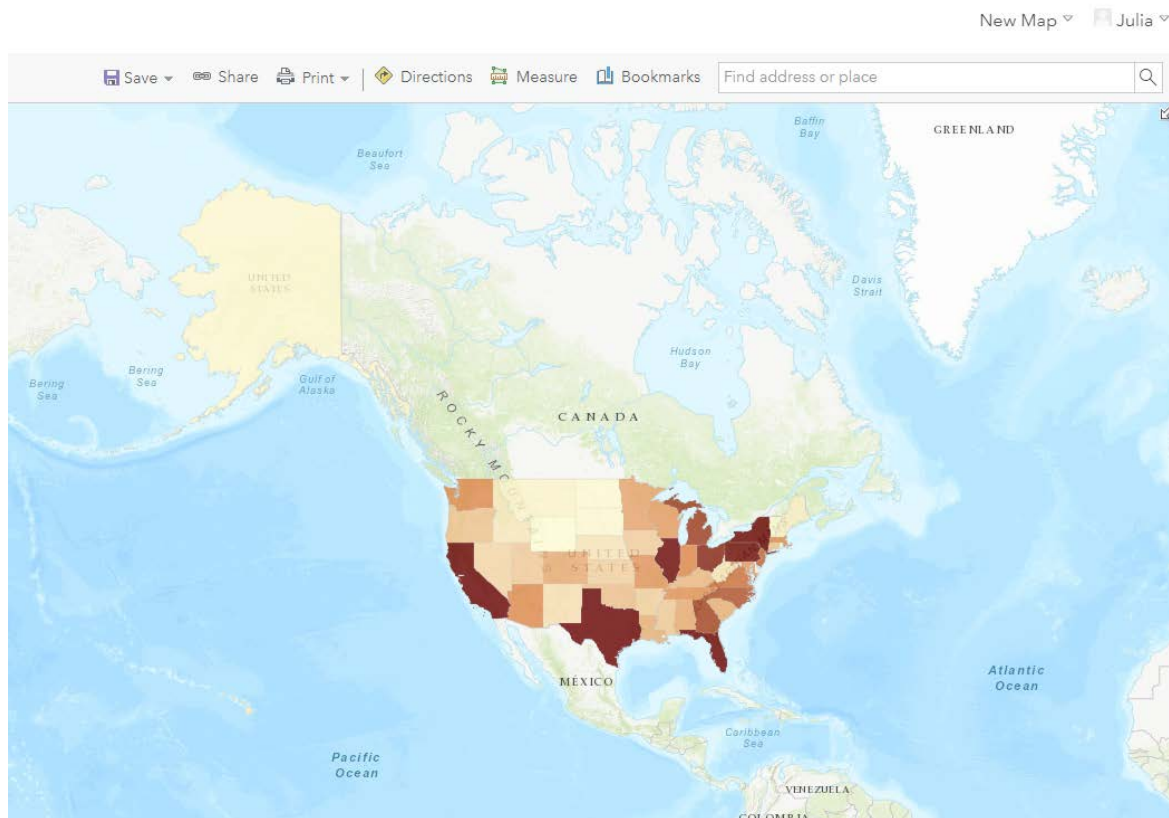 New Map Julia
Save Share Print Directions Measure Bookmarks Find address or place
Baffin
Bay
GREENLAND
Beaufort
Sea
UNITED
STATES
Davis
Strait
Hudson
Bay
Bering
Sea
Bering
Sea
Gulf of
Alaska
CANADA
ROCKY MOUNTAINS
UNITED
STATES
MÉXICO
Atlantic
Ocean
Caribbean
Sea
Pacific
Ocean
VENEZUELA
COLOMBIA